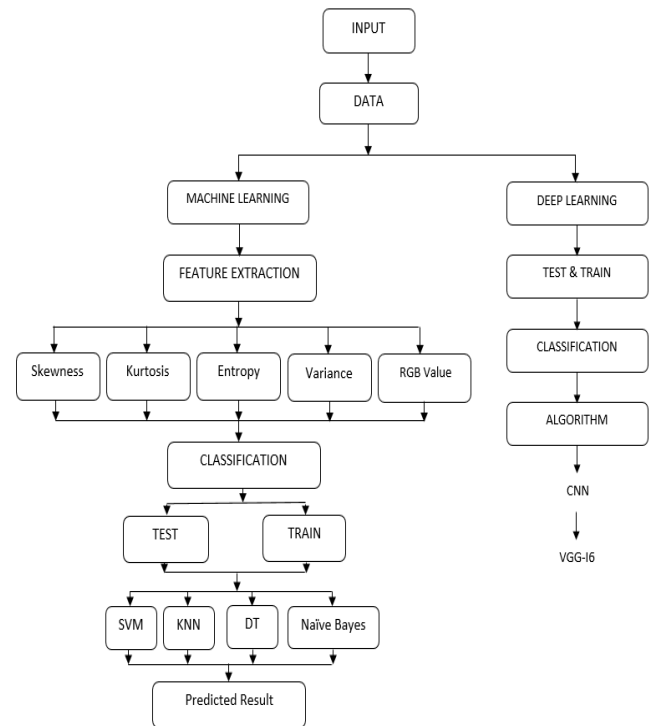 INPUT
DATA
MACHINE LEARNING
DEEP LEARNING
FEATURE EXTRACTION
TEST & TRAIN
Skewness
Kurtosis
Entropy
Variance
RGB Value
CLASSIFICATION
ALGORITHM
CLASSIFICATION
CNN
TEST
TRAIN
VGG-I6
SVM
KNN
DT
Naïve Bayes
Predicted Result